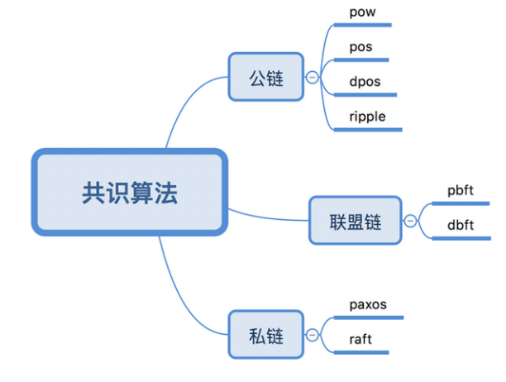 共识算法
公链
pow
pos
dpos
ripple
联盟链
pbft
dbft
私链
paxos
raft